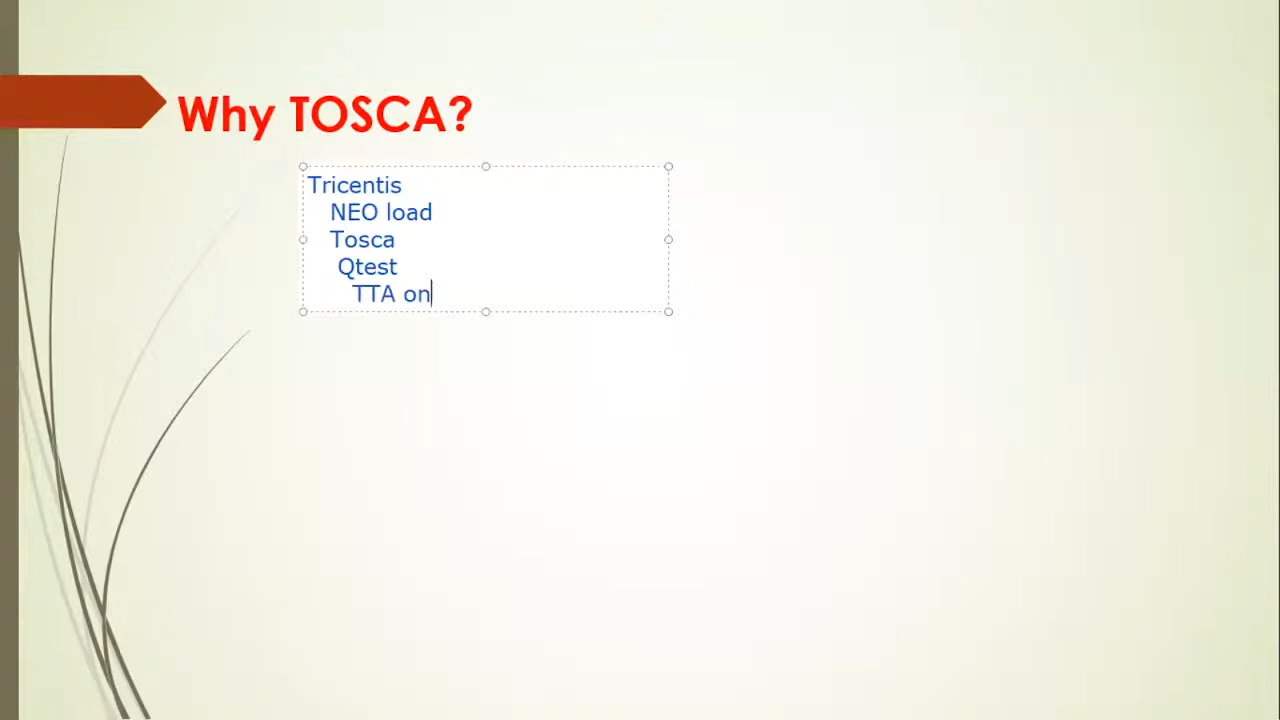 Why TOSCA?
Tricentis
NEO load
Tosca
Qtest
TTA on